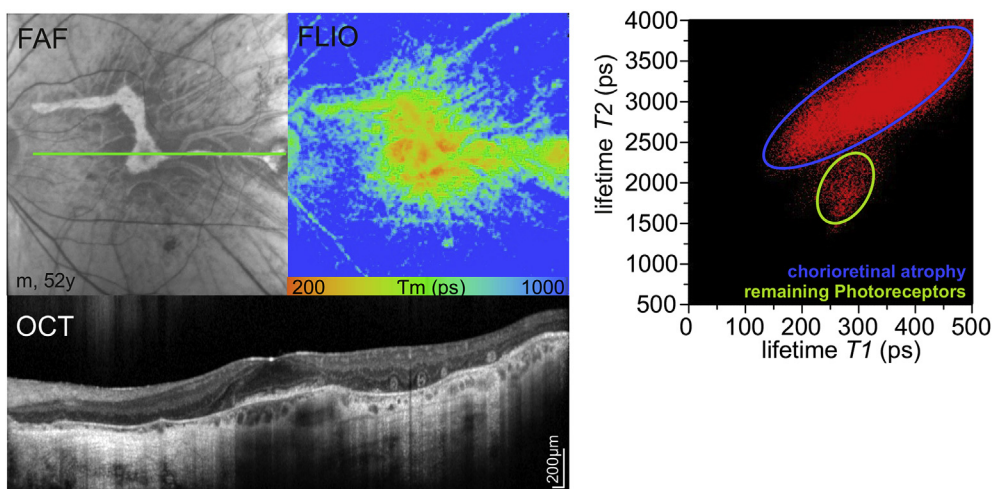 FAF
FLIO
m, 52y
200 Tm (ps) 1000
OCT
200µm
lifetime T2 (ps)
4000
3500
3000
2500
2000
1500
4000
500
chorioretinal atrophy
remaining Photoreceptors
0 100 200 300 400 500
lifetime T1 (ps)